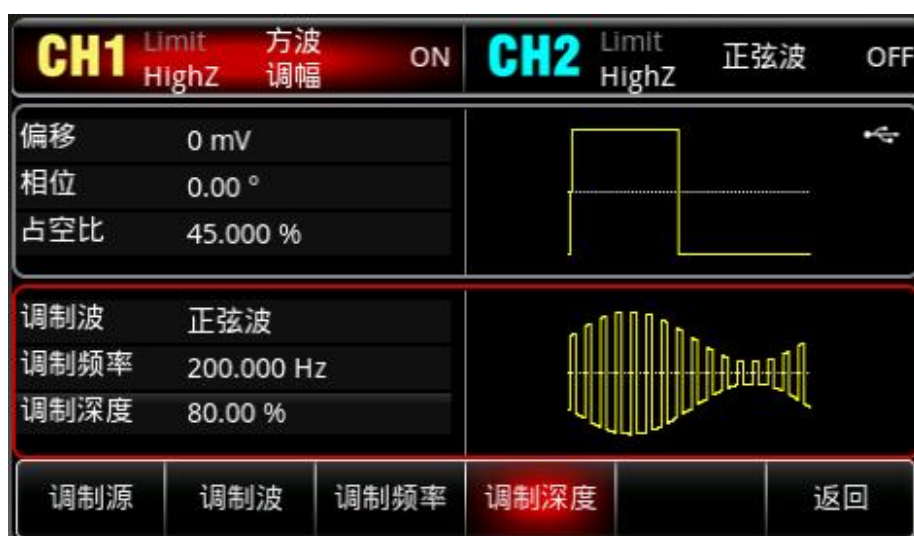 CH1 Limit 方波 ON CH2 Limit 正弦波 OFF
HighZ 调幅 HighZ
偏移 0 mV
相位 0.00 °
占空比 45.000 %
调制波 正弦波
调制频率 200.000 Hz
调制深度 80.00 %
调制源 调制波 调制频率 调制深度 返回